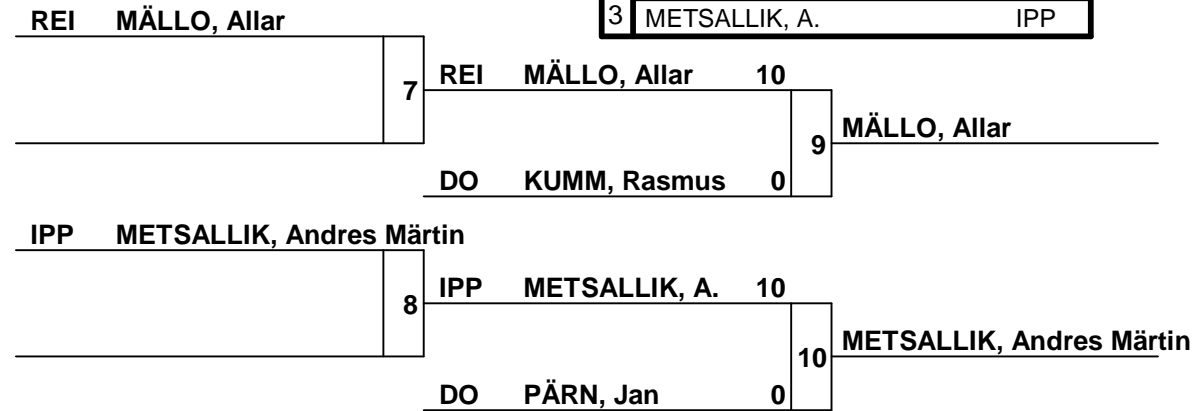 3 METSALLIK, A. IPP
REI MÄLLO, Allar
7 REI MÄLLO, Allar 10
9 MÄLLO, Allar
DO KUMM, Rasmus 0
IPP METSALLIK, Andres Märtin
8 IPP METSALLIK, A. 10
10 METSALLIK, Andres Märtin
DO PÄRN, Jan 0